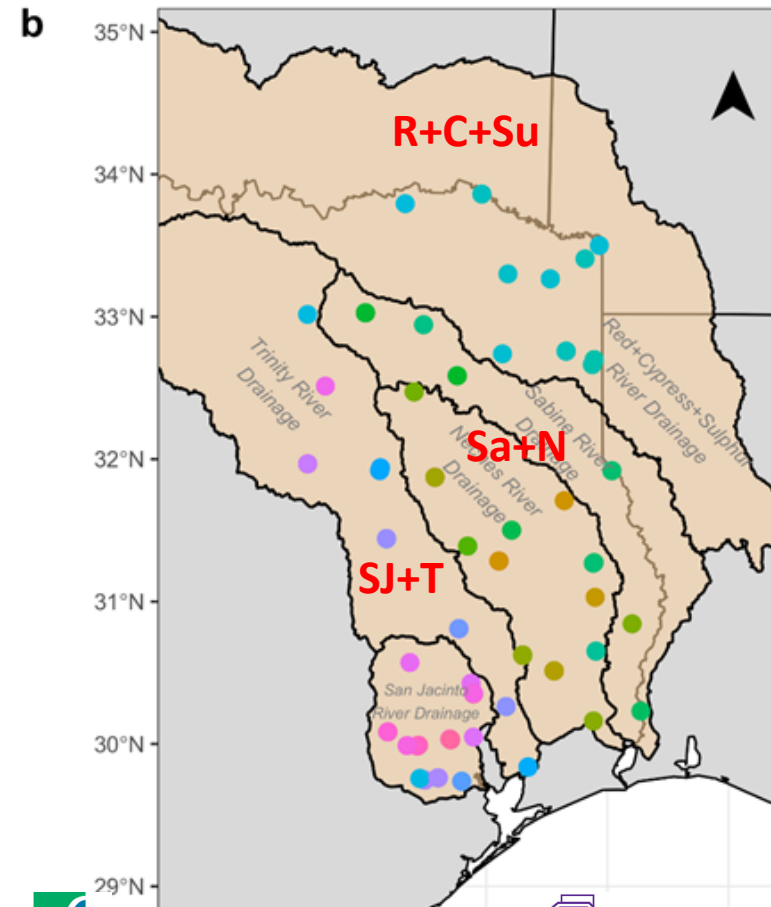 b
35°N
R+C+Su
34°N
33°N
Trinity River
Drainage
Red+Cypress+Sulphur
River Drainage
Sabine River
Drainage
32°N
Sa+N
Neches River
Drainage
SJ+T
31°N
San Jacinto
River Drainage
30°N
29°N